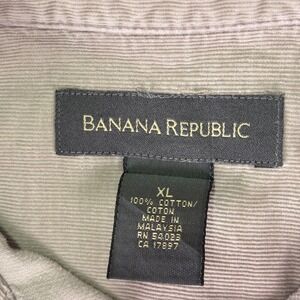 BANANA REPUBLIC
XL
100% COTTON/
COTON
MADE IN
MALAYSIA
RN 54023
CA 17897